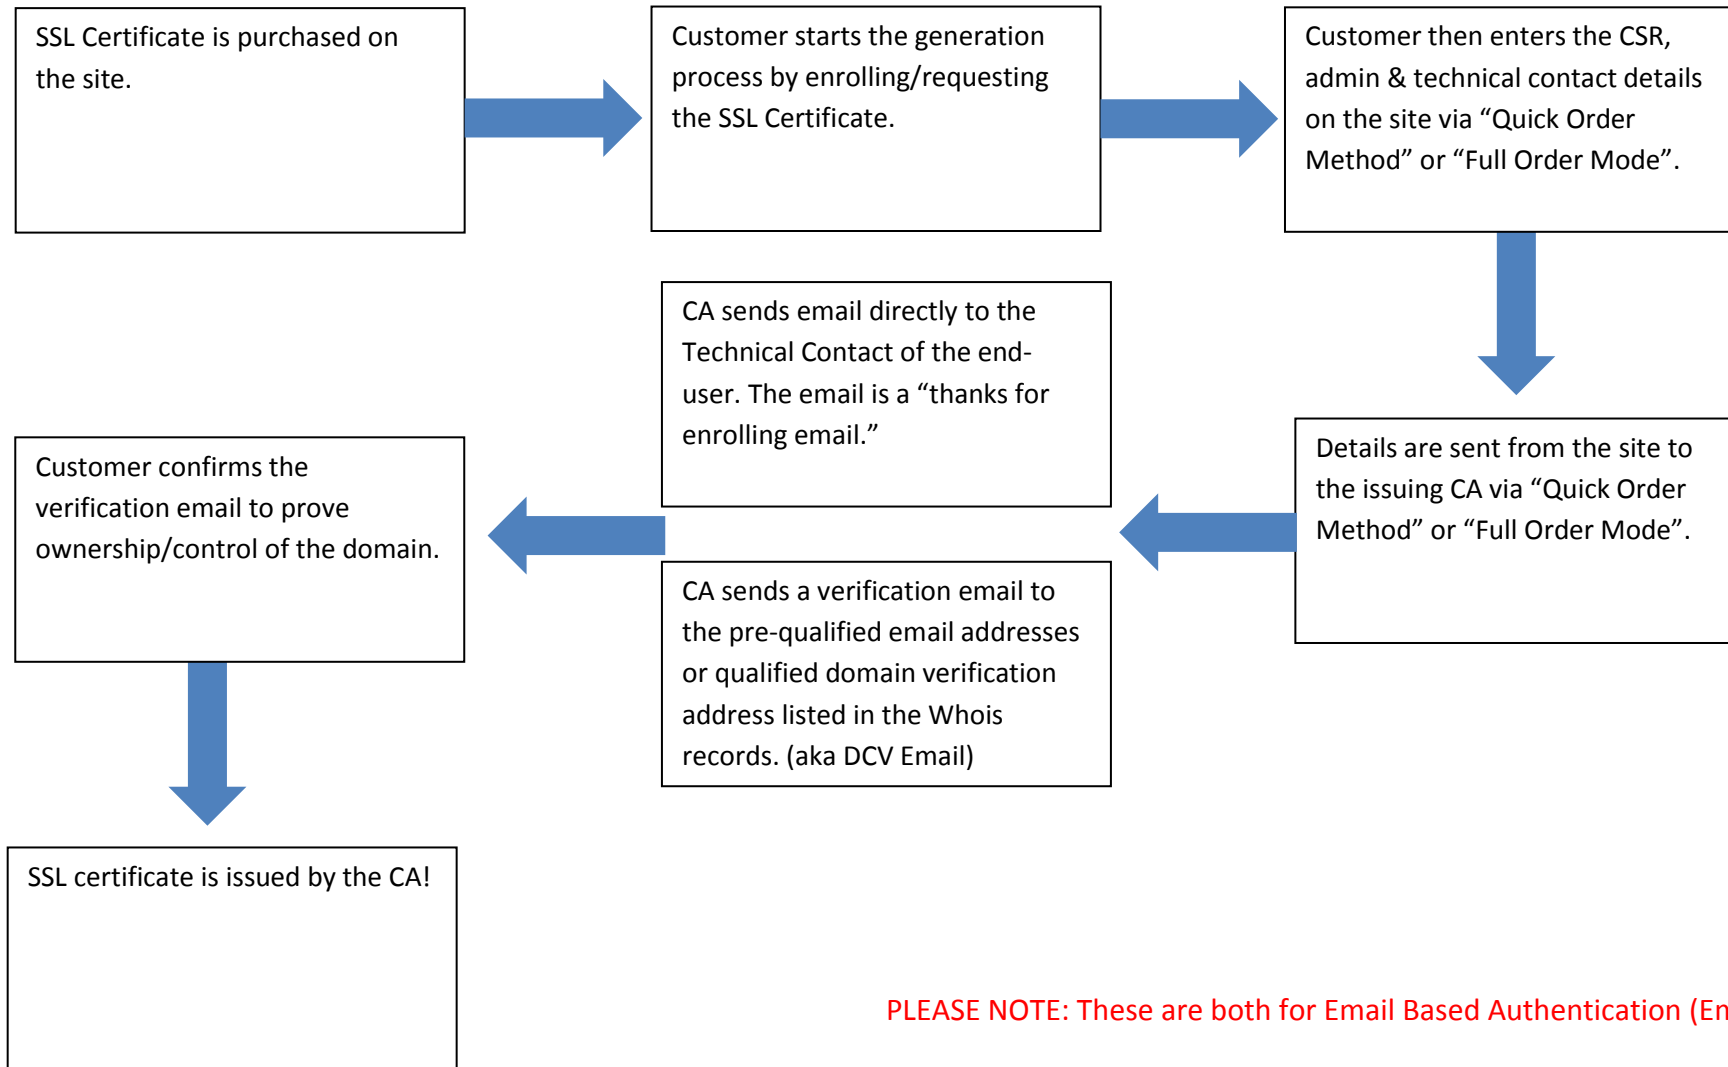 SSL Certificate is purchased on
the site.
Customer starts the generation
process by enrolling/requesting
the SSL Certificate.
Customer then enters the CSR,
admin & technical contact details
on the site via “Quick Order
Method” or “Full Order Mode”.
Details are sent from the site to
the issuing CA via “Quick Order
Method” or “Full Order Mode”.
CA sends email directly to the
Technical Contact of the end-
user. The email is a “thanks for
enrolling email.”
CA sends a verification email to
the pre-qualified email addresses
or qualified domain verification
address listed in the Whois
records. (aka DCV Email)
Customer confirms the
verification email to prove
ownership/control of the domain.
SSL certificate is issued by the CA!
PLEASE NOTE: These are both for Email Based Authentication (